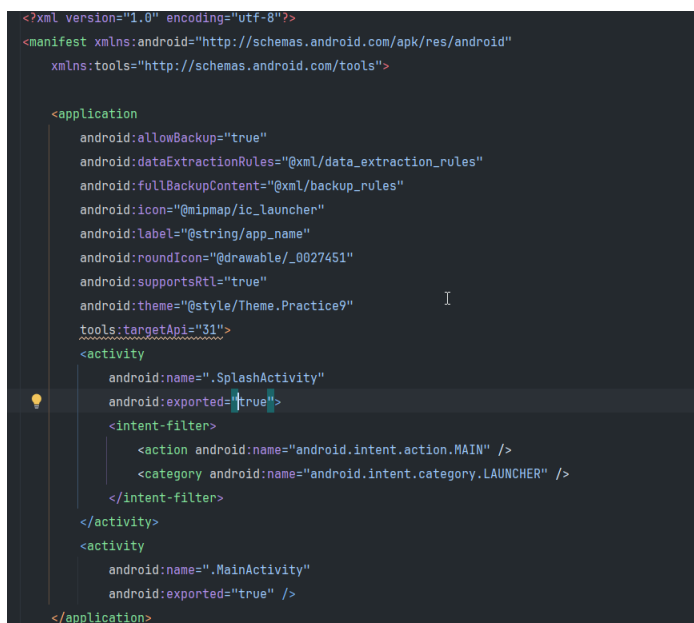 <?xml version="1.0" encoding="utf-8"?>
<manifest xmlns:android="http://schemas.android.com/apk/res/android"
    xmlns:tools="http://schemas.android.com/tools">

    <application
        android:allowBackup="true"
        android:dataExtractionRules="@xml/data_extraction_rules"
        android:fullBackupContent="@xml/backup_rules"
        android:icon="@mipmap/ic_launcher"
        android:label="@string/app_name"
        android:roundIcon="@drawable/_0027451"
        android:supportsRtl="true"
        android:theme="@style/Theme.Practice9"
        tools:targetApi="31">
        <activity
            android:name=".SplashActivity"
            android:exported="true">
            <intent-filter>
                <action android:name="android.intent.action.MAIN" />
                <category android:name="android.intent.category.LAUNCHER" />
            </intent-filter>
        </activity>
        <activity
            android:name=".MainActivity"
            android:exported="true" />
    </application>